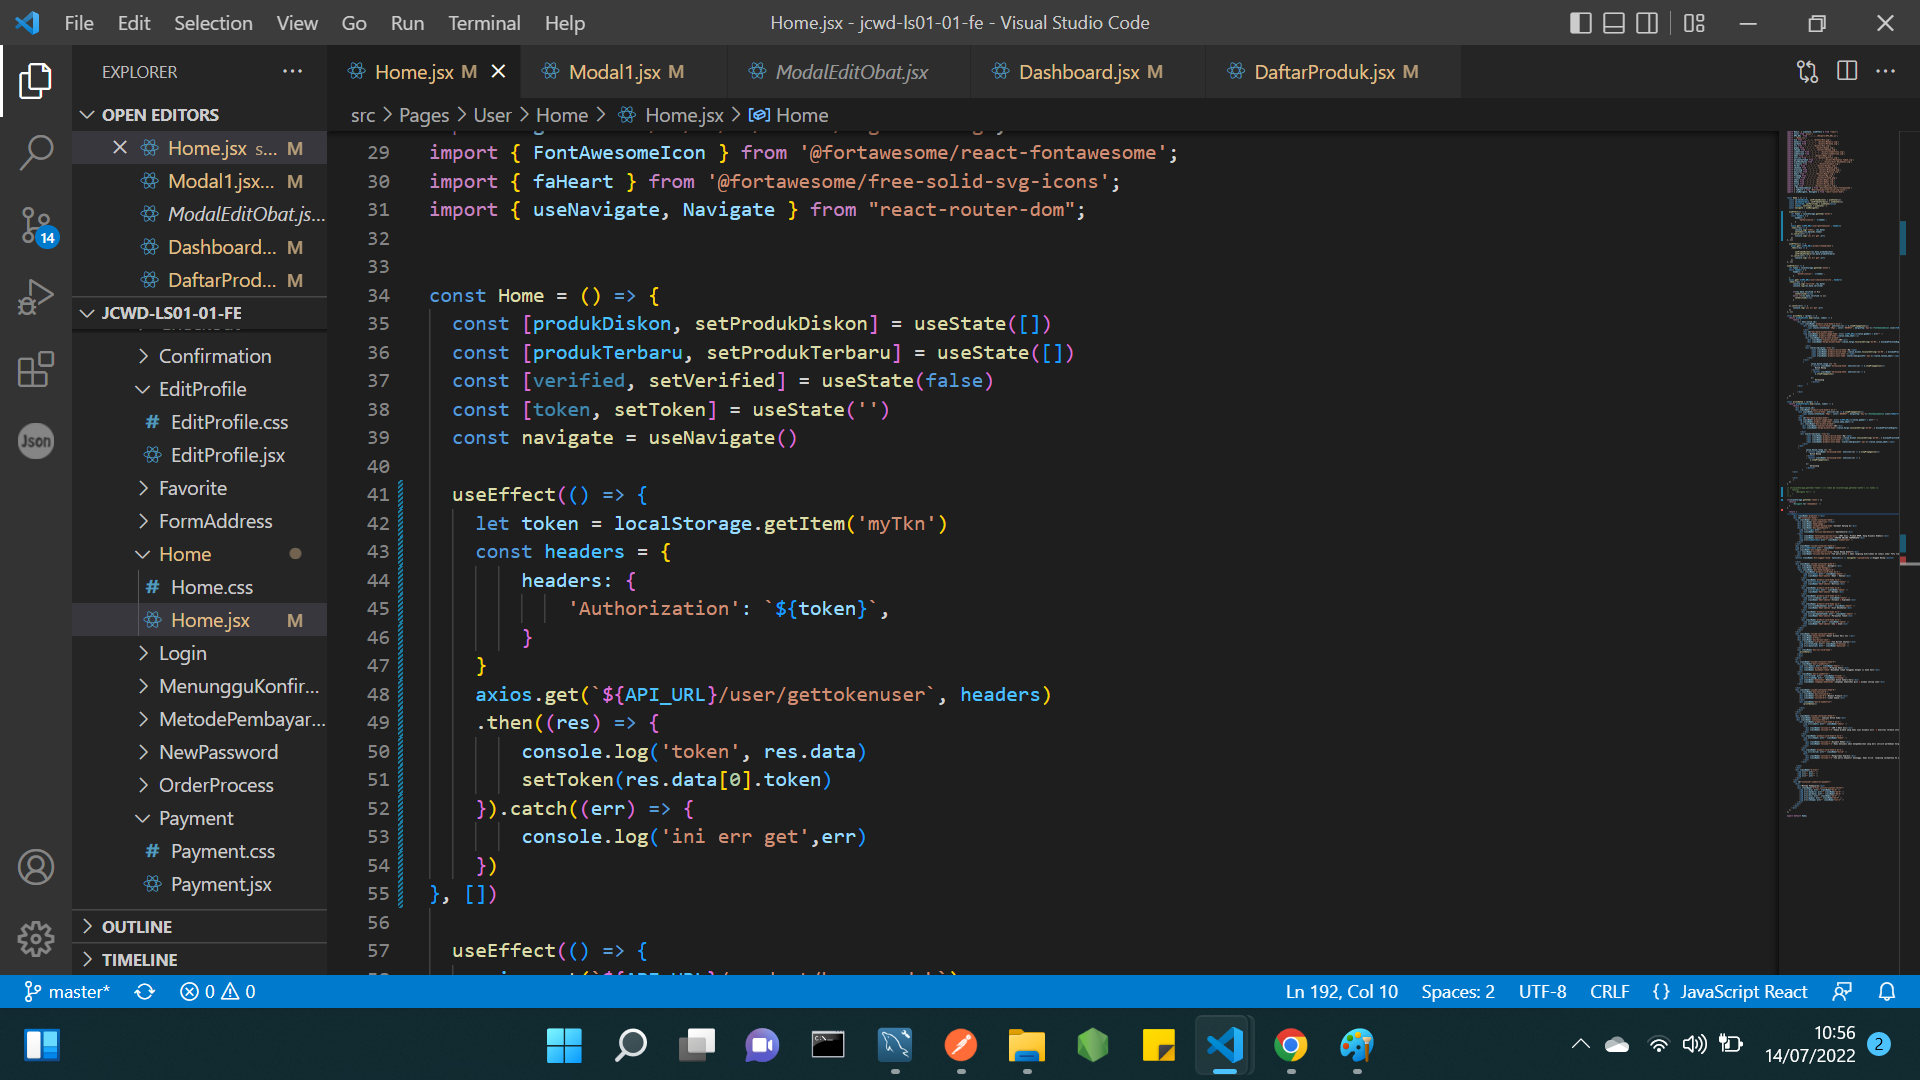 File Edit Selection View Go Run Terminal Help
Home.jsx - jcwd-ls01-01-fe - Visual Studio Code
EXPLORER
Home.jsx M
Modal1.jsx M
ModalEditObat.jsx
Dashboard.jsx M
DaftarProduk.jsx M
OPEN EDITORS
Home.jsx s... M
Modal1.jsx... M
ModalEditObat.js...
Dashboard... M
DaftarProd... M
JCWD-LS01-01-FE
Confirmation
EditProfile
EditProfile.css
EditProfile.jsx
Favorite
FormAddress
Home
Home.css
Home.jsx M
Login
MenungguKonfir...
MetodePembayar...
NewPassword
OrderProcess
Payment
Payment.css
Payment.jsx
OUTLINE
TIMELINE
14
Json
src > Pages > User > Home > Home.jsx > Home
29 import { FontAwesomeIcon } from '@fortawesome/react-fontawesome';
30 import { faHeart } from '@fortawesome/free-solid-svg-icons';
31 import { useNavigate, Navigate } from "react-router-dom";
32
33
34 const Home = () => {
35 const [produkDiskon, setProdukDiskon] = useState([])
36 const [produkTerbaru, setProdukTerbaru] = useState([])
37 const [verified, setVerified] = useState(false)
38 const [token, setToken] = useState('')
39 const navigate = useNavigate()
40
41 useEffect(() => {
42 let token = localStorage.getItem('myTkn')
43 const headers = {
44 headers: {
45 'Authorization': `${token}`,
46 }
47 }
48 axios.get(`${API_URL}/user/gettokenuser`, headers)
49 .then((res) => {
50 console.log('token', res.data)
51 setToken(res.data[0].token)
52 }).catch((err) => {
53 console.log('ini err get',err)
54 })
55 }, [])
56
57 useEffect(() => {
master* 0 0
Ln 192, Col 10 Spaces: 2 UTF-8 CRLF {} JavaScript React
10:56
14/07/2022
2